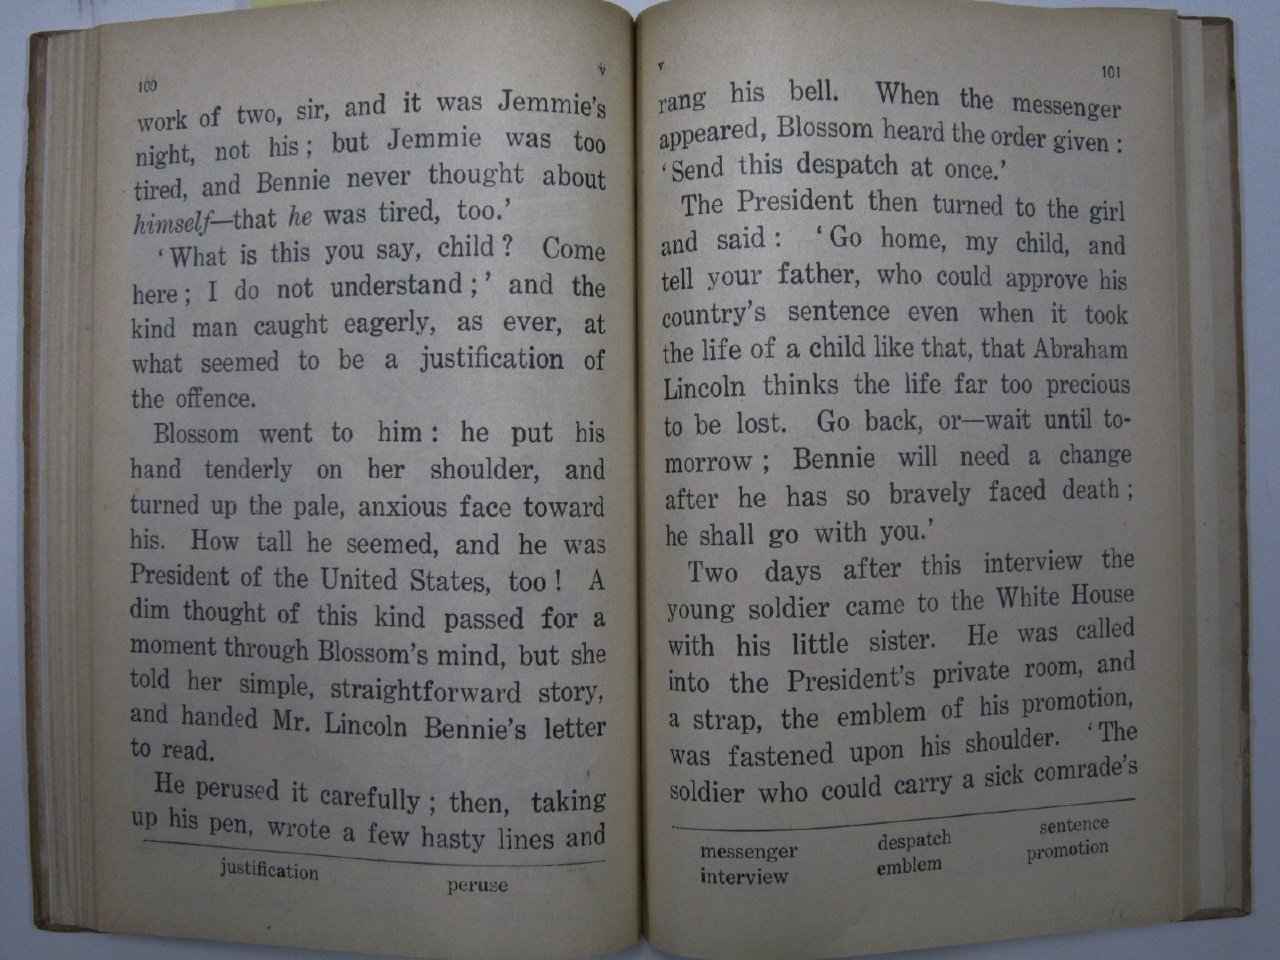 100
v
work of two, sir, and it was Jemmie's
night, not his; but Jemmie was too
tired, and Bennie never thought about
himself—that he was tired, too.'
'What is this you say, child? Come
here; I do not understand;' and the
kind man caught eagerly, as ever, at
what seemed to be a justification of
the offence.
Blossom went to him: he put his
hand tenderly on her shoulder, and
turned up the pale, anxious face toward
his. How tall he seemed, and he was
President of the United States, too! A
dim thought of this kind passed for a
moment through Blossom's mind, but she
told her simple, straightforward story,
and handed Mr. Lincoln Bennie's letter
to read.
He perused it carefully; then, taking
up his pen, wrote a few hasty lines and
justification peruse
v
101
rang his bell. When the messenger
appeared, Blossom heard the order given:
'Send this despatch at once.'
The President then turned to the girl
and said: 'Go home, my child, and
tell your father, who could approve his
country's sentence even when it took
the life of a child like that, that Abraham
Lincoln thinks the life far too precious
to be lost. Go back, or—wait until to-
morrow; Bennie will need a change
after he has so bravely faced death;
he shall go with you.'
Two days after this interview the
young soldier came to the White House
with his little sister. He was called
into the President's private room, and
a strap, the emblem of his promotion,
was fastened upon his shoulder. 'The
soldier who could carry a sick comrade's
messenger despatch sentence
interview emblem promotion